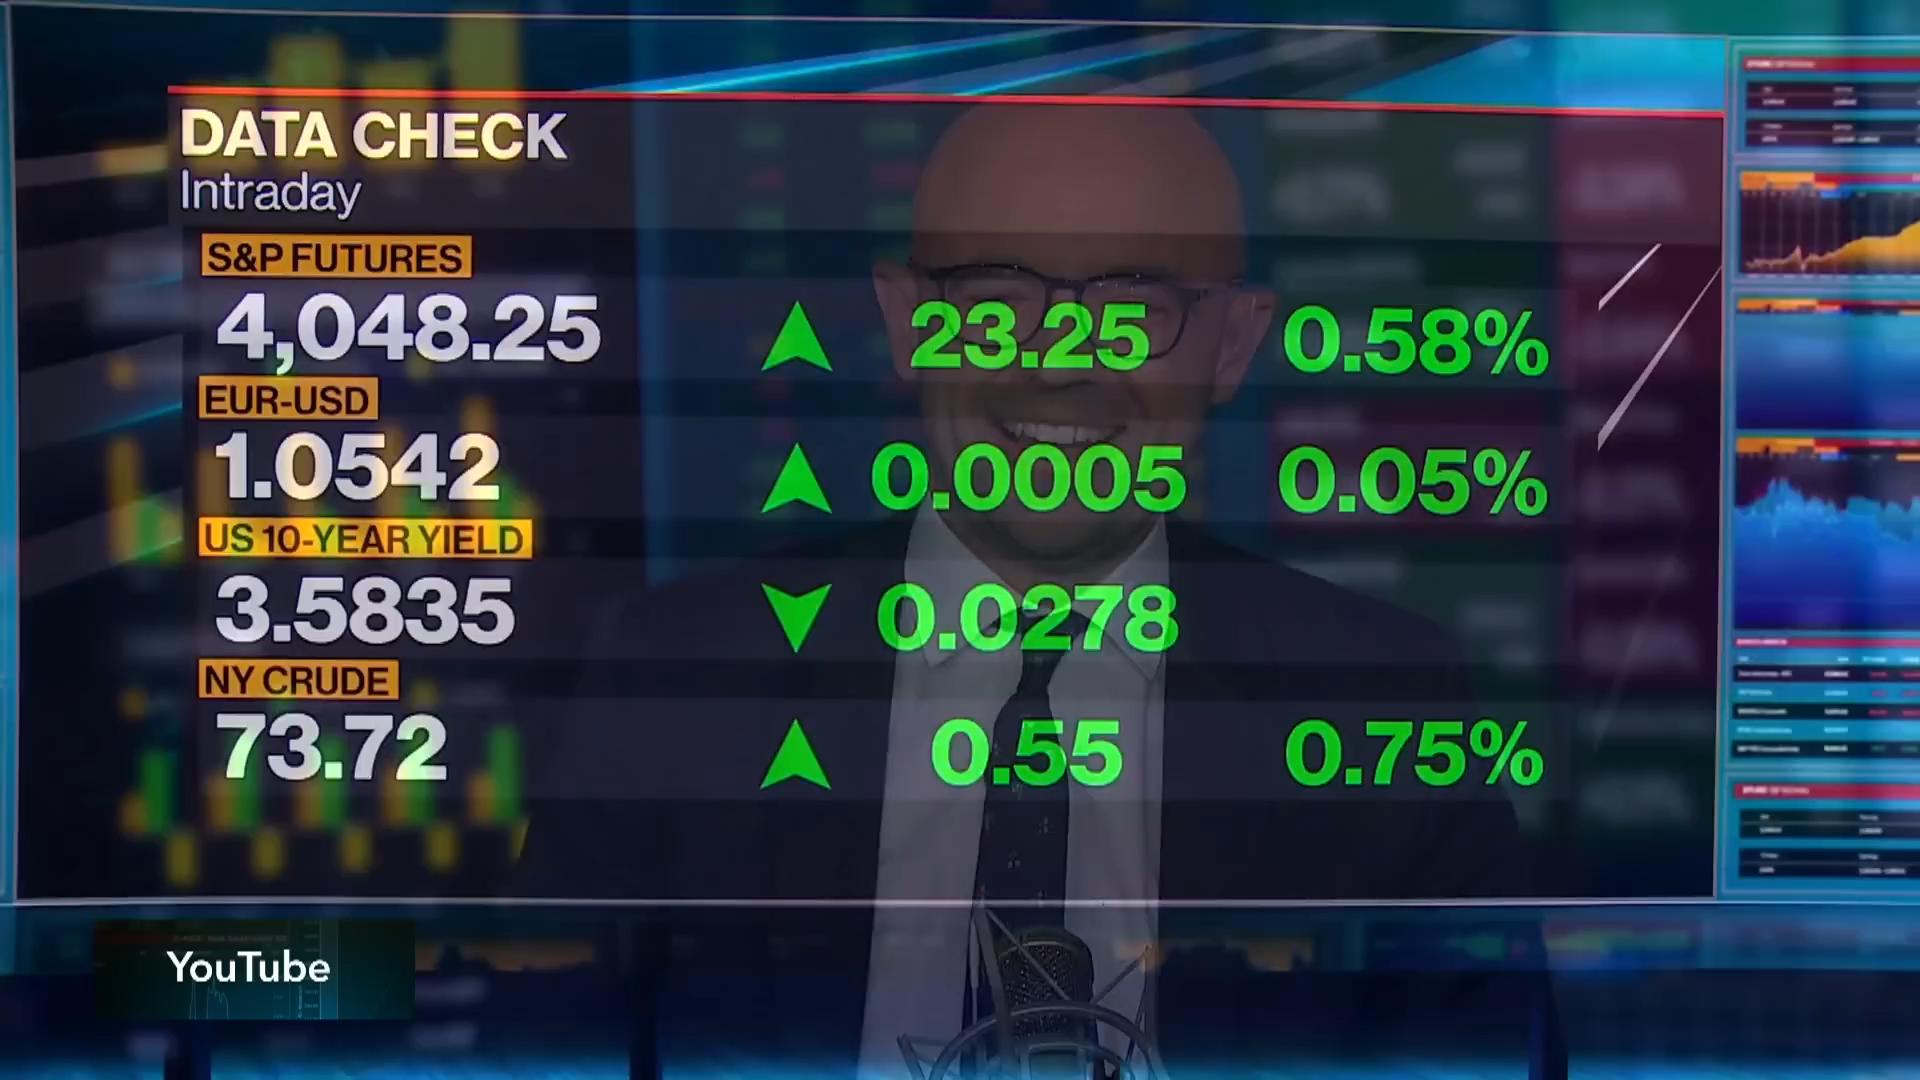 DATA CHECK
Intraday
S&P FUTURES
4,048.25 23.25 0.58%
EUR-USD
1.0542 0.0005 0.05%
US 10-YEAR YIELD
3.5835 0.0278
NY CRUDE
73.72 0.55 0.75%
YouTube